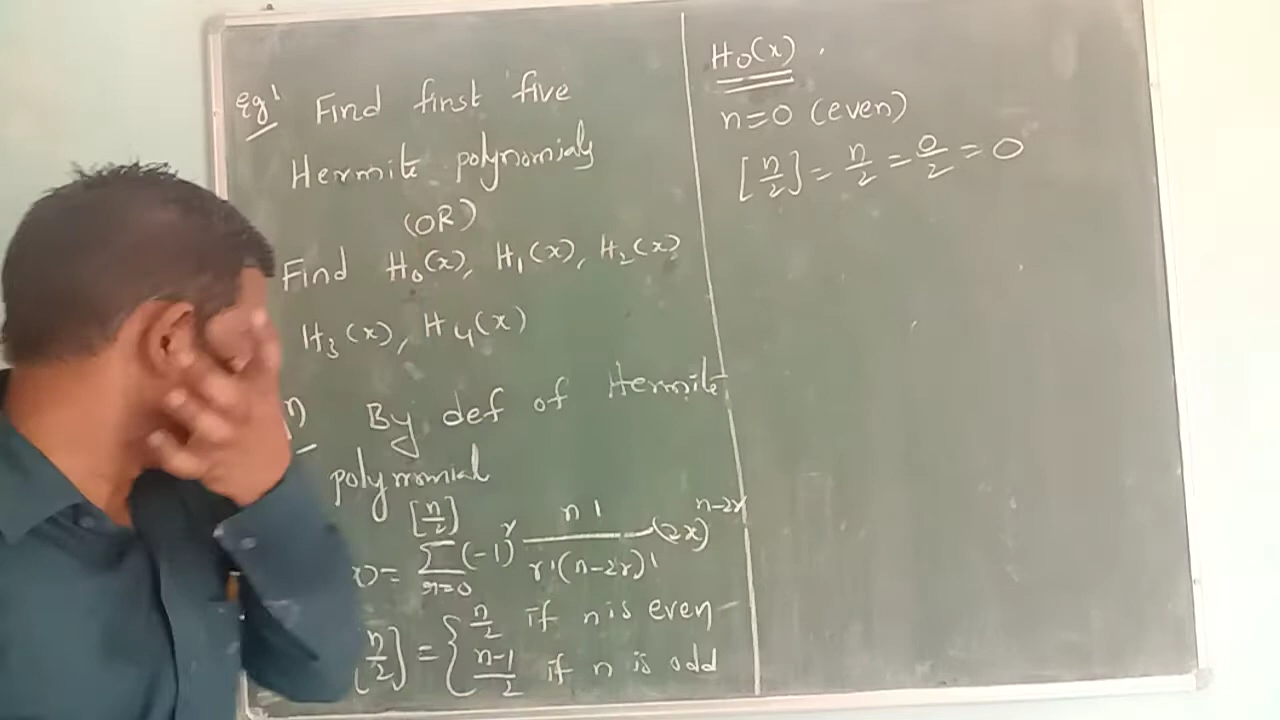 Eg!
Find first five
Hermite polynomials
(OR)
Find H₀(x), H₁(x), H₂(x),
H₃(x), H₄(x)
By def of Hermite
polynomial
x) = \sum_{r=0}^{[n/2]} (-1)^r \frac{n!}{r!(n-2r)!} (2x)^{n-2r}
[n/2] = { n/2 if n is even
(n-1)/2 if n is odd
H₀(x).
n=0 (even)
[n/2] = n/2 = 0/2 = 0